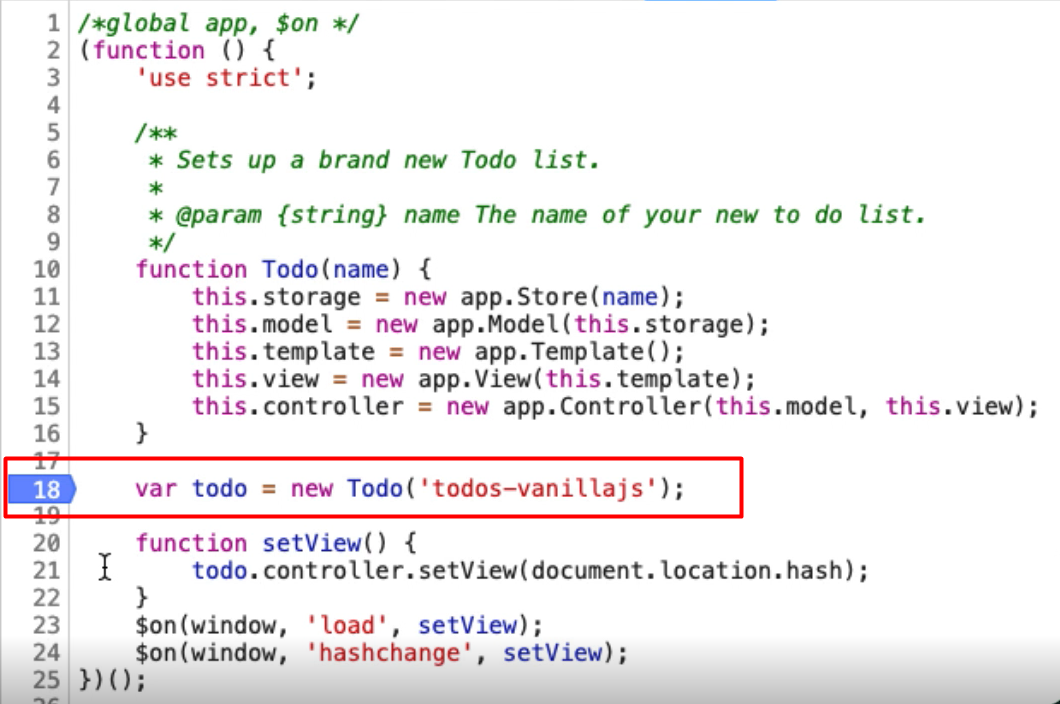 1 /*global app, $on */
2 (function () {
3     'use strict';
4
5     /**
6      * Sets up a brand new Todo list.
7      *
8      * @param {string} name The name of your new to do list.
9      */
10     function Todo(name) {
11         this.storage = new app.Store(name);
12         this.model = new app.Model(this.storage);
13         this.template = new app.Template();
14         this.view = new app.View(this.template);
15         this.controller = new app.Controller(this.model, this.view);
16     }
17
18     var todo = new Todo('todos-vanillajs');
19
20     function setView() {
21         todo.controller.setView(document.location.hash);
22     }
23     $on(window, 'load', setView);
24     $on(window, 'hashchange', setView);
25 })();
26